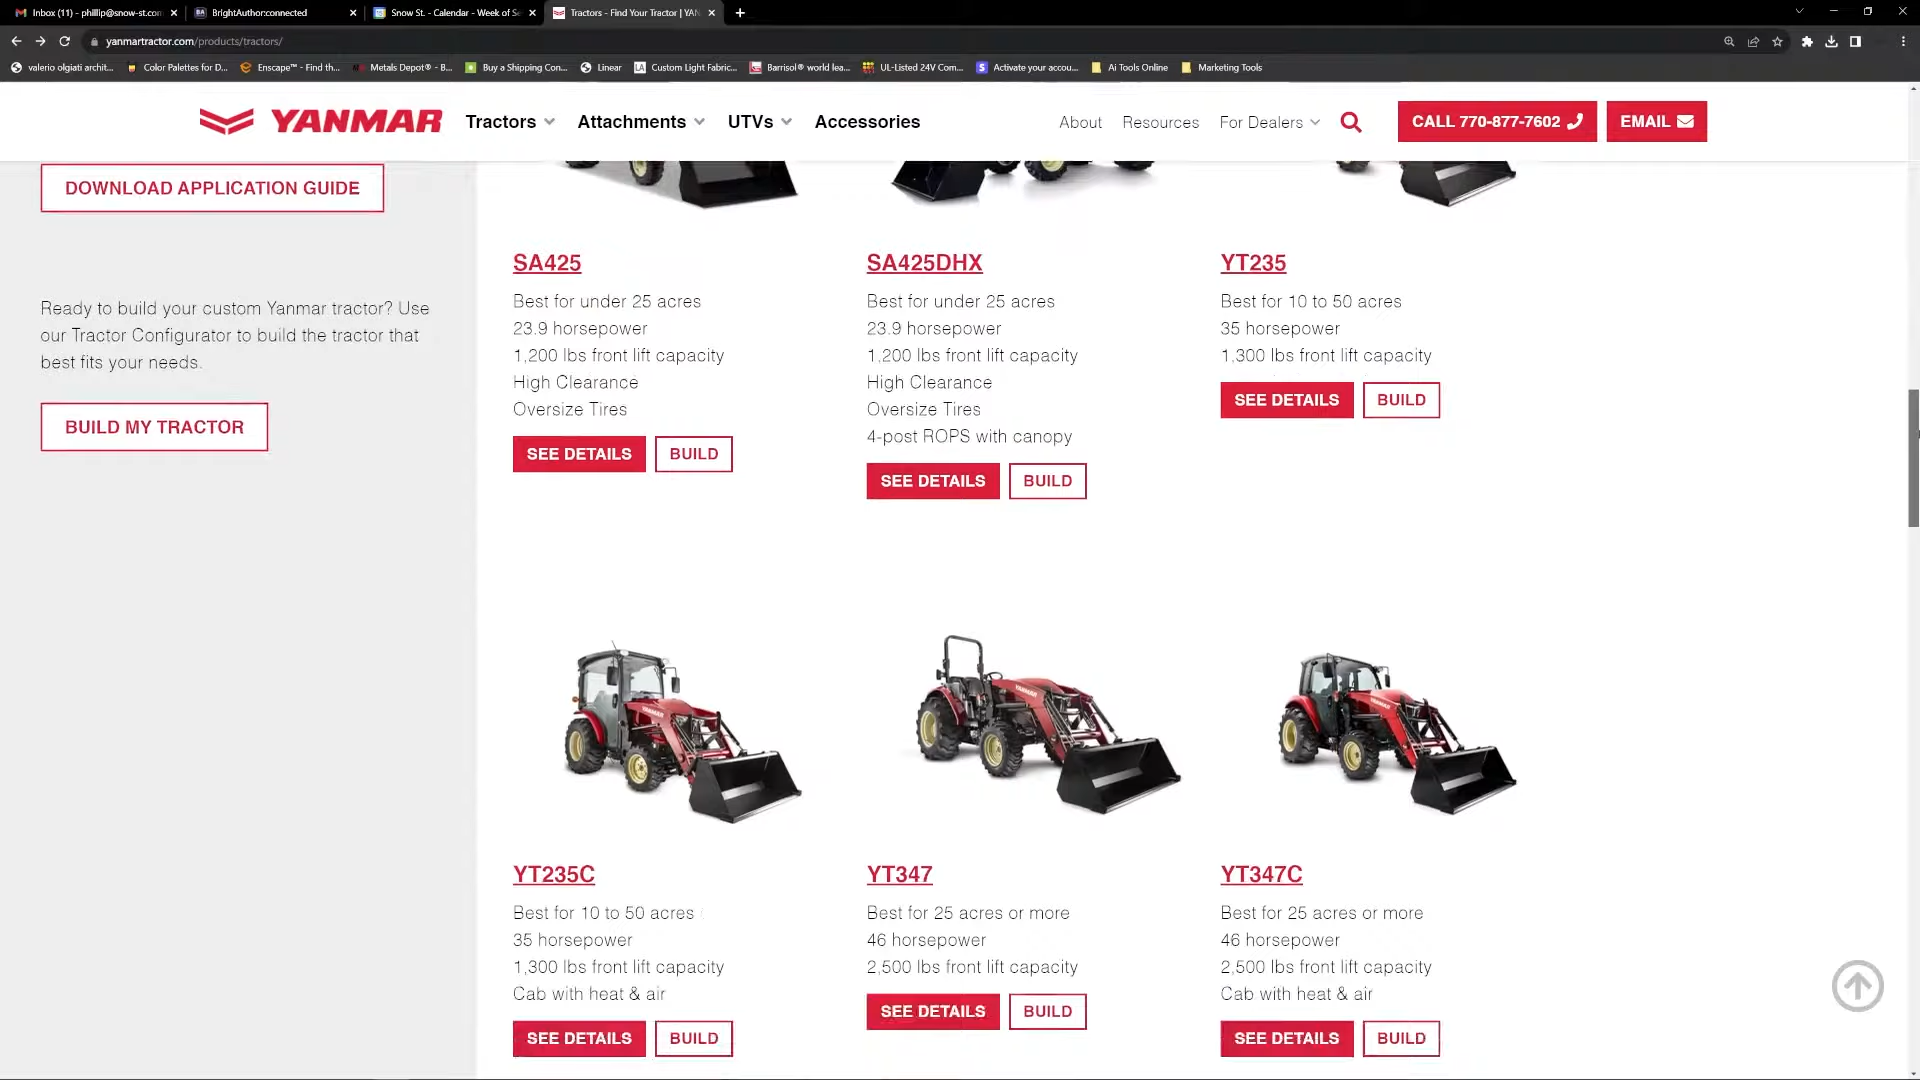 Inbox (11) - phillip@snow-st.com
BrightAuthor:connected
Snow St. - Calendar - Week of Se
Tractors - Find Your Tractor | YAN
yanmartractor.com/products/tractors/
valerio olgiati archit...
Color Palettes for D...
Enscape™ - Find th...
Metals Depot® - B...
Buy a Shipping Con...
Linear
Custom Light Fabric...
Barrisol® world lea...
UL-Listed 24V Com...
Activate your accou...
Ai Tools Online
Marketing Tools
YANMAR
Tractors
Attachments
UTVs
Accessories
About
Resources
For Dealers
CALL 770-877-7602
EMAIL
DOWNLOAD APPLICATION GUIDE
Ready to build your custom Yanmar tractor? Use
our Tractor Configurator to build the tractor that
best fits your needs.
BUILD MY TRACTOR
SA425
Best for under 25 acres
23.9 horsepower
1,200 lbs front lift capacity
High Clearance
Oversize Tires
SEE DETAILS
BUILD
SA425DHX
Best for under 25 acres
23.9 horsepower
1,200 lbs front lift capacity
High Clearance
Oversize Tires
4-post ROPS with canopy
SEE DETAILS
BUILD
YT235
Best for 10 to 50 acres
35 horsepower
1,300 lbs front lift capacity
SEE DETAILS
BUILD
YT235C
Best for 10 to 50 acres
35 horsepower
1,300 lbs front lift capacity
Cab with heat & air
SEE DETAILS
BUILD
YT347
Best for 25 acres or more
46 horsepower
2,500 lbs front lift capacity
SEE DETAILS
BUILD
YT347C
Best for 25 acres or more
46 horsepower
2,500 lbs front lift capacity
Cab with heat & air
SEE DETAILS
BUILD